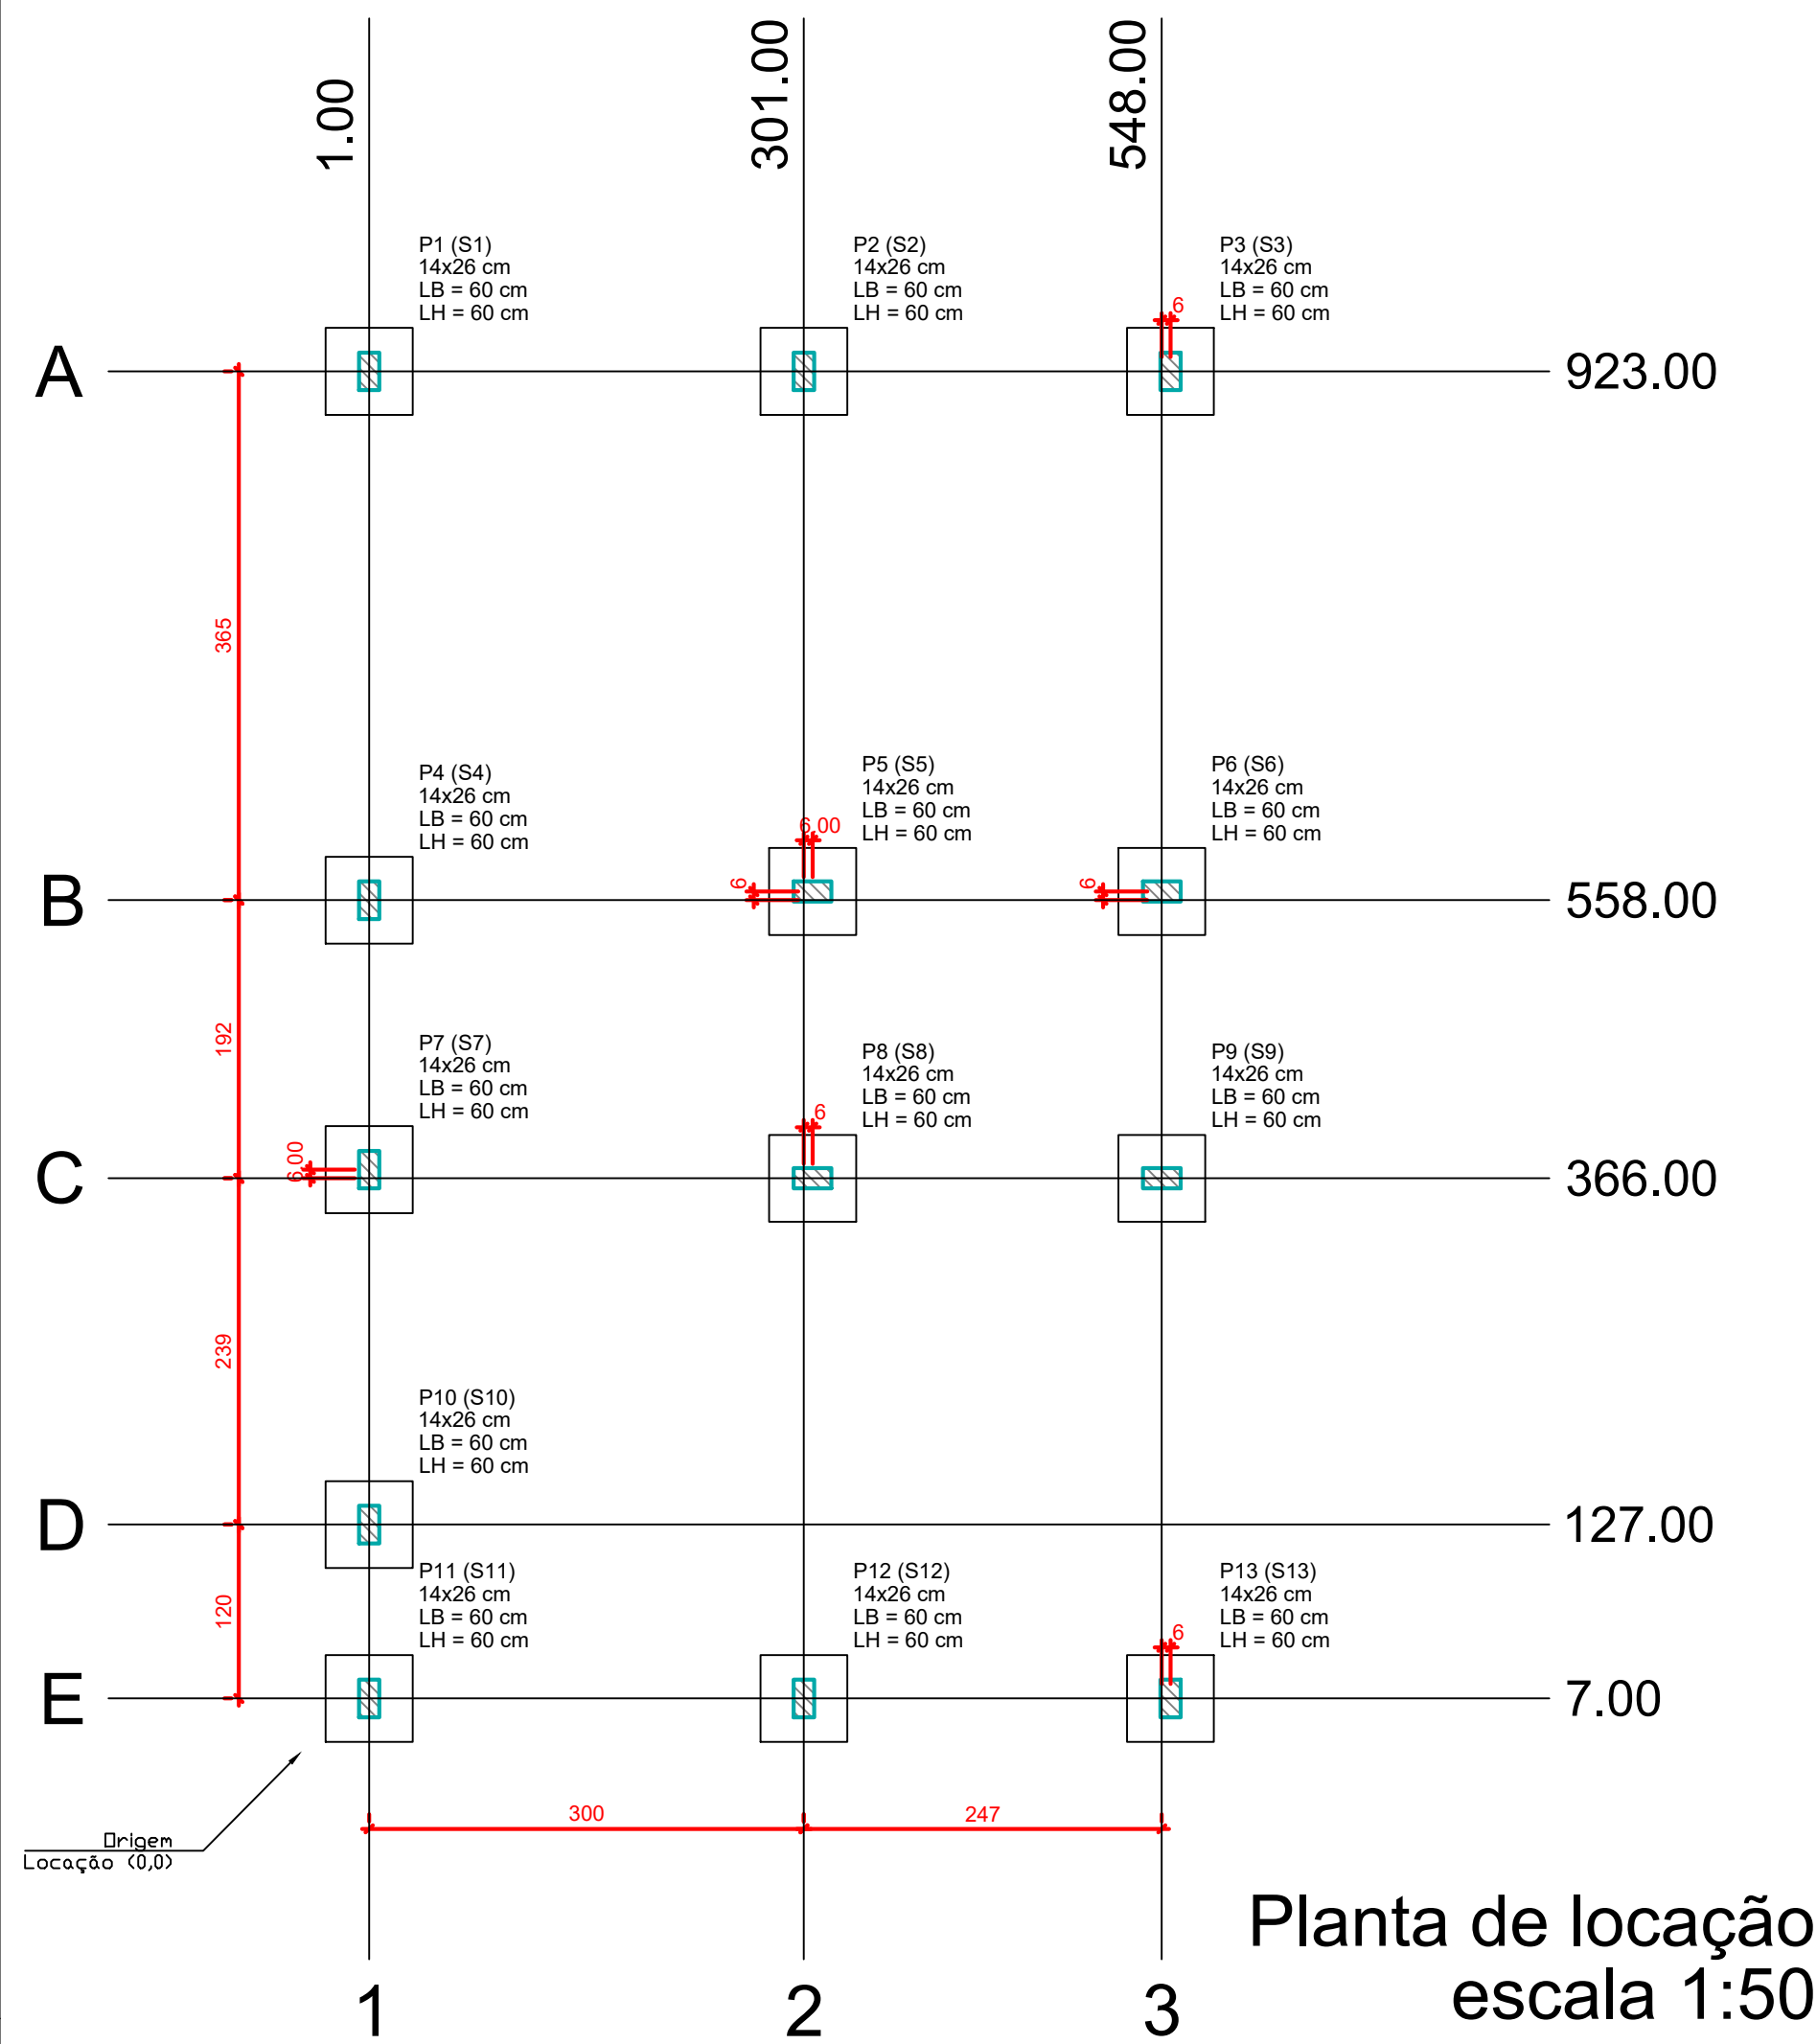 1.00
301.00
548.00
P1 (S1)
14x26 cm
LB = 60 cm
LH = 60 cm
P2 (S2)
14x26 cm
LB = 60 cm
LH = 60 cm
P3 (S3)
14x26 cm
LB = 60 cm
LH = 60 cm
6
A
923.00
365
P4 (S4)
14x26 cm
LB = 60 cm
LH = 60 cm
P5 (S5)
14x26 cm
LB = 60 cm
LH = 60 cm
6.00
6
P6 (S6)
14x26 cm
LB = 60 cm
LH = 60 cm
6
B
558.00
192
P7 (S7)
14x26 cm
LB = 60 cm
LH = 60 cm
6.00
P8 (S8)
14x26 cm
LB = 60 cm
LH = 60 cm
6
P9 (S9)
14x26 cm
LB = 60 cm
LH = 60 cm
C
366.00
239
P10 (S10)
14x26 cm
LB = 60 cm
LH = 60 cm
D
127.00
120
P11 (S11)
14x26 cm
LB = 60 cm
LH = 60 cm
P12 (S12)
14x26 cm
LB = 60 cm
LH = 60 cm
P13 (S13)
14x26 cm
LB = 60 cm
LH = 60 cm
6
E
7.00
300
247
Origem
Locação (0,0)
Planta de locação
escala 1:50
1
2
3